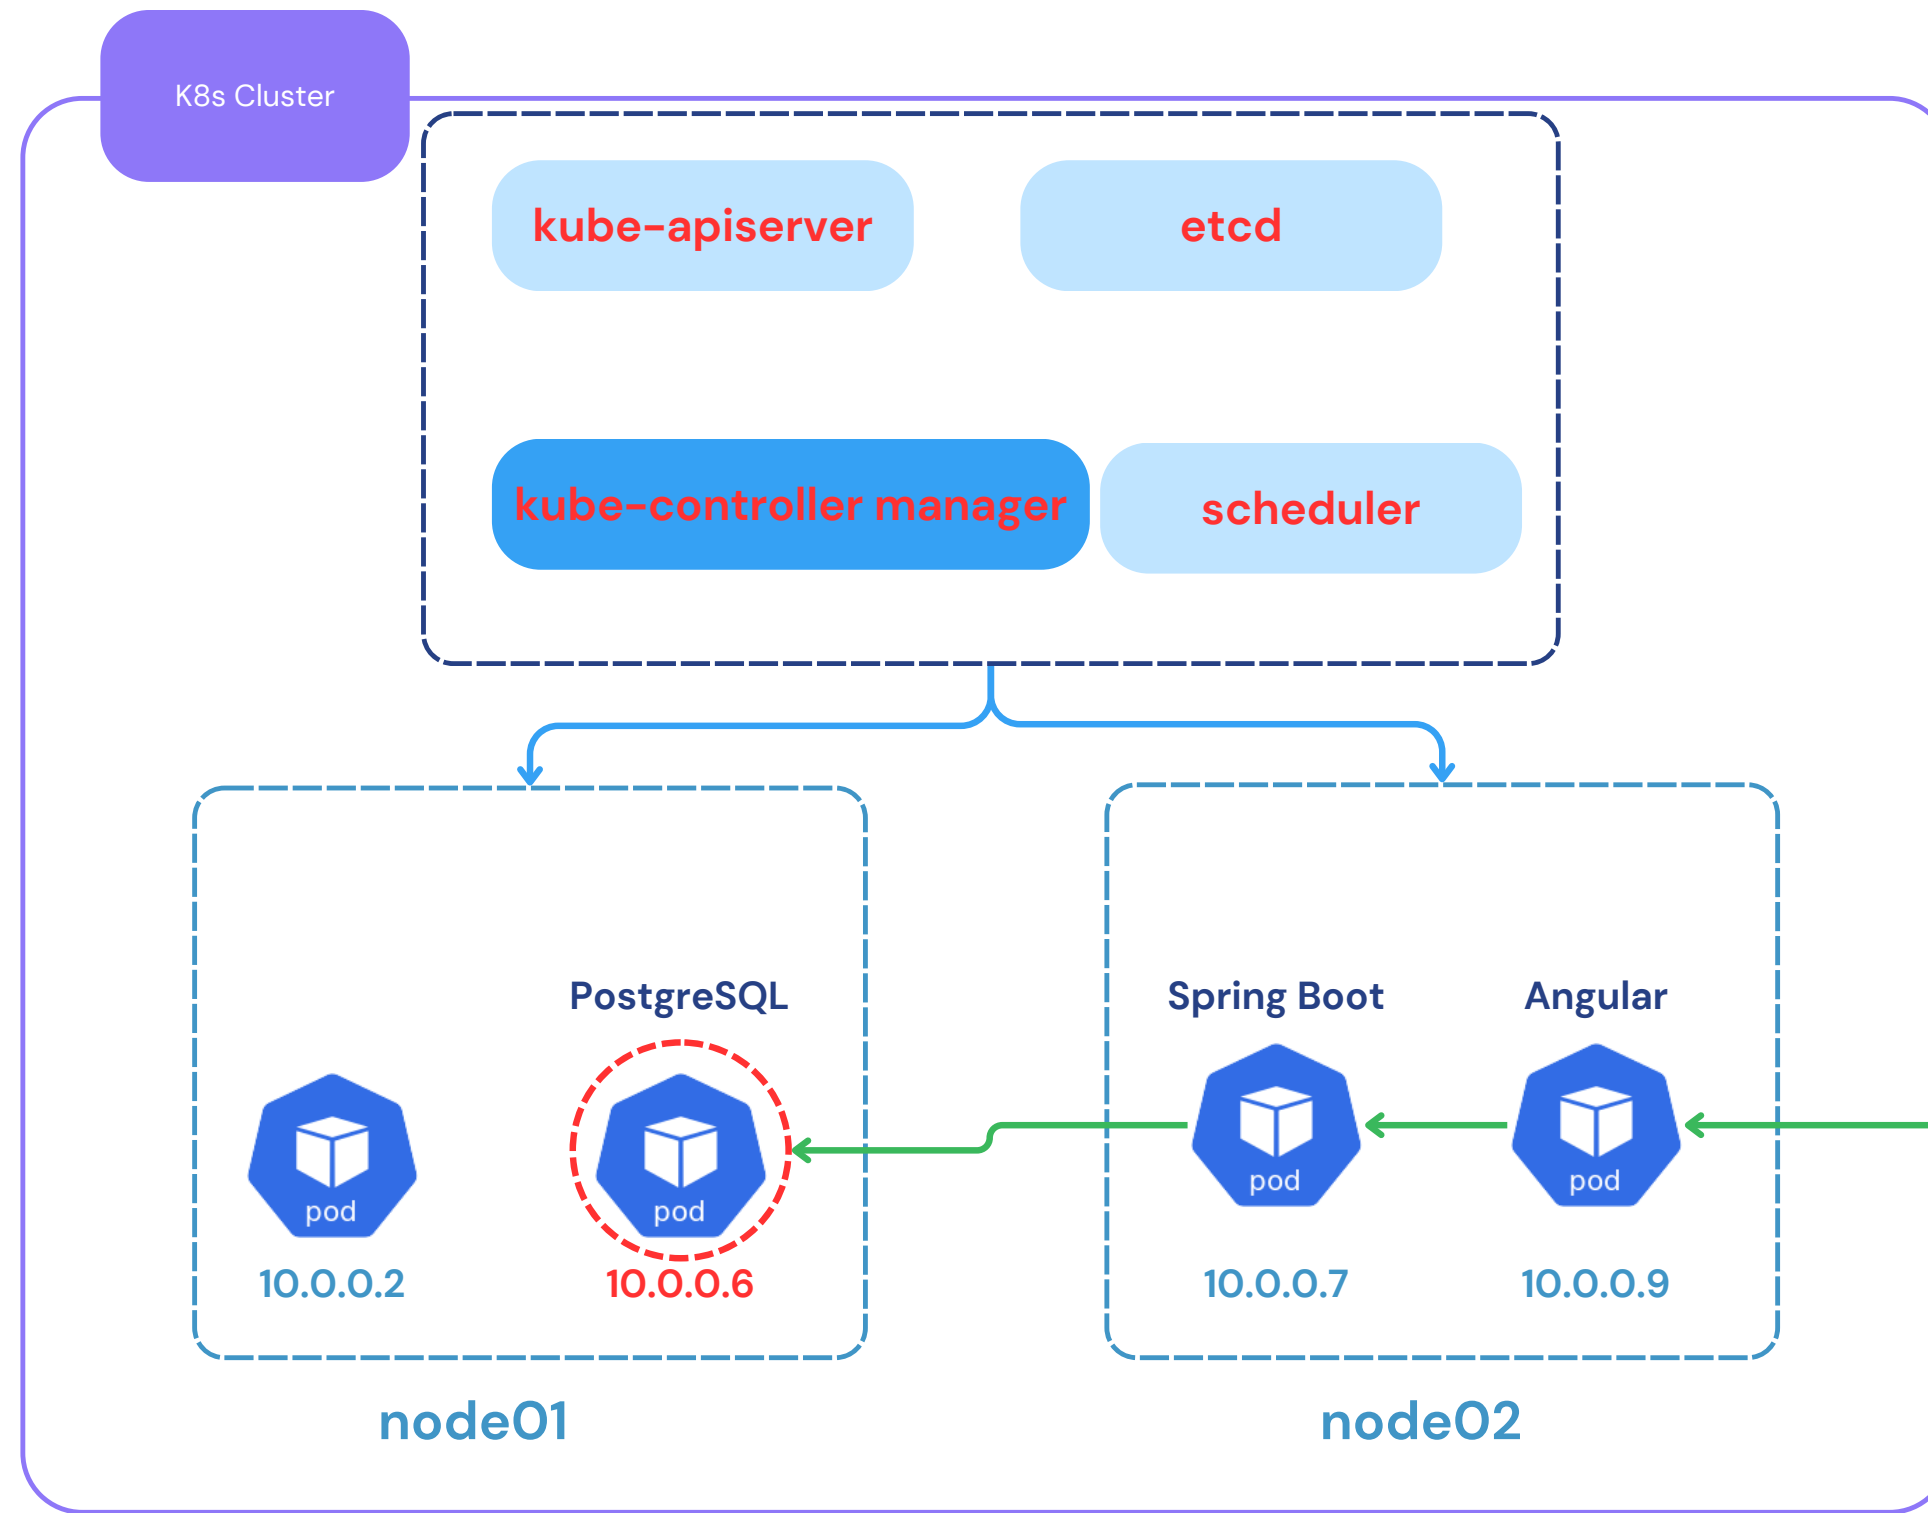 K8s Cluster
kube-apiserver
etcd
kube-controller manager
scheduler
PostgreSQL
Spring Boot
Angular
pod
pod
pod
pod
10.0.0.2
10.0.0.6
10.0.0.7
10.0.0.9
node01
node02